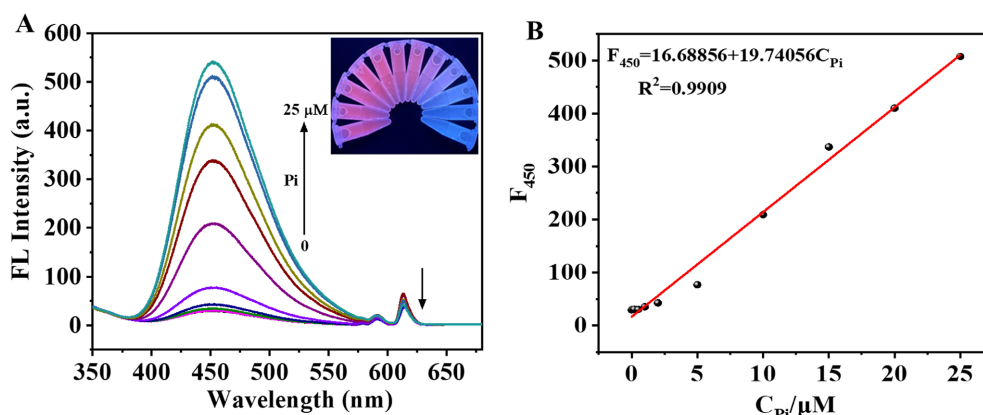 A
FL Intensity (a.u.)
600
500
400
300
200
100
0
25 μM
Pi
0
350 400 450 500 550 600 650
Wavelength (nm)
B
F₄₅₀
500
400
300
200
100
0
F₄₅₀=16.68856+19.74056C_Pi
R²=0.9909
0 5 10 15 20 25
C_Pi/μM